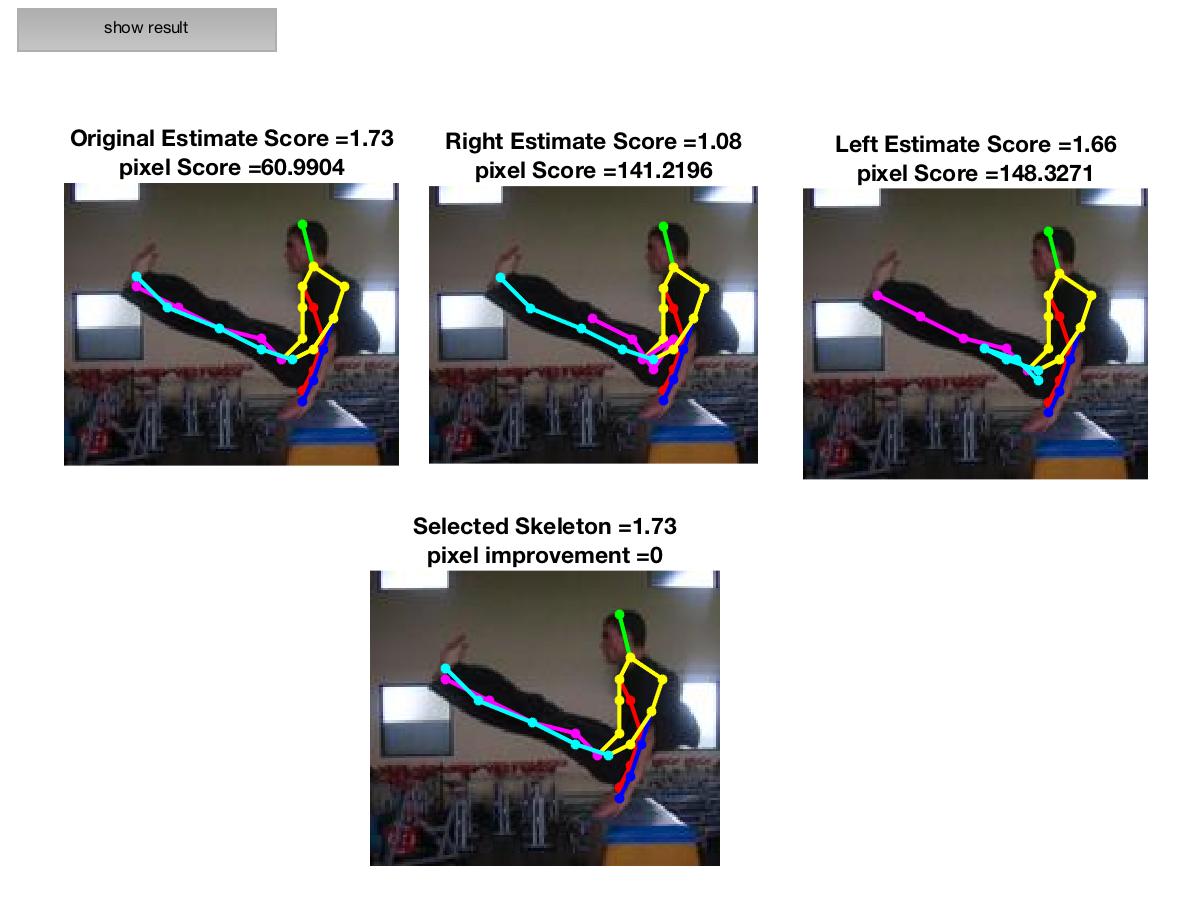 show result
Original Estimate Score =1.73
pixel Score =60.9904
Right Estimate Score =1.08
pixel Score =141.2196
Left Estimate Score =1.66
pixel Score =148.3271
Selected Skeleton =1.73
pixel improvement =0